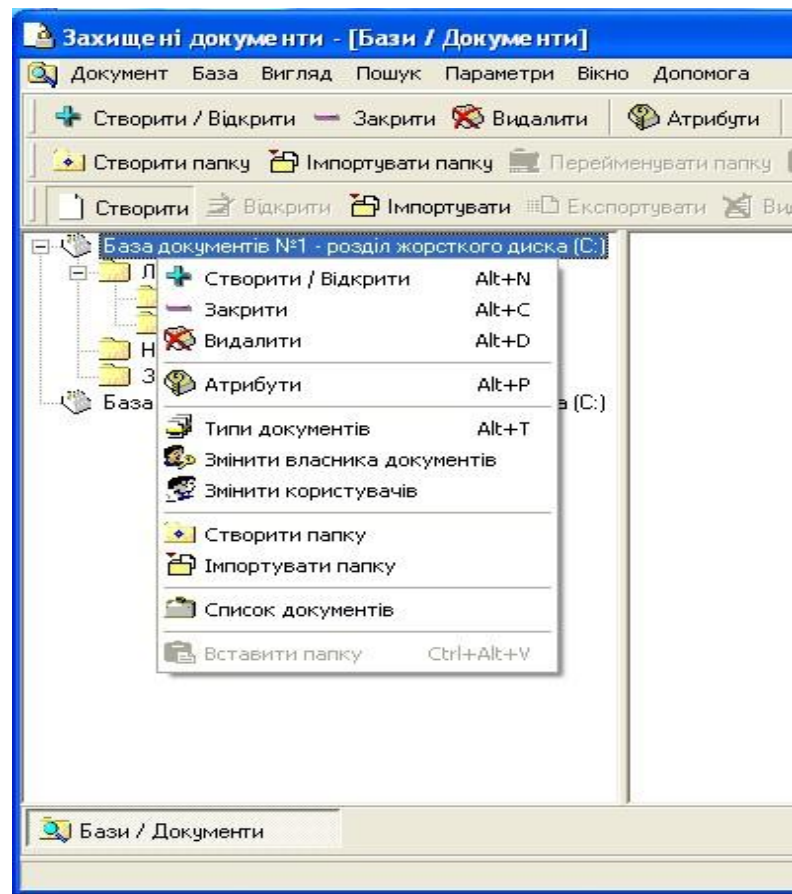 Захищені документи - [Бази / Документи]
Документ База Вигляд Пошук Параметри Вікно Допомога
Створити / Відкрити Закрити Видалити Атрибути
Створити папку Імпортувати папку Перейменувати папку
Створити Відкрити Імпортувати Експортувати Ви
База документів №1 - розділ жорсткого диска (C:)
Л
Створити / Відкрити Alt+N
Закрити Alt+C
Н
Видалити Alt+D
З
Атрибути Alt+P
База а (C:)
Типи документів Alt+T
Змінити власника документів
Змінити користувачів
Створити папку
Імпортувати папку
Список документів
Вставити папку Ctrl+Alt+V
Бази / Документи